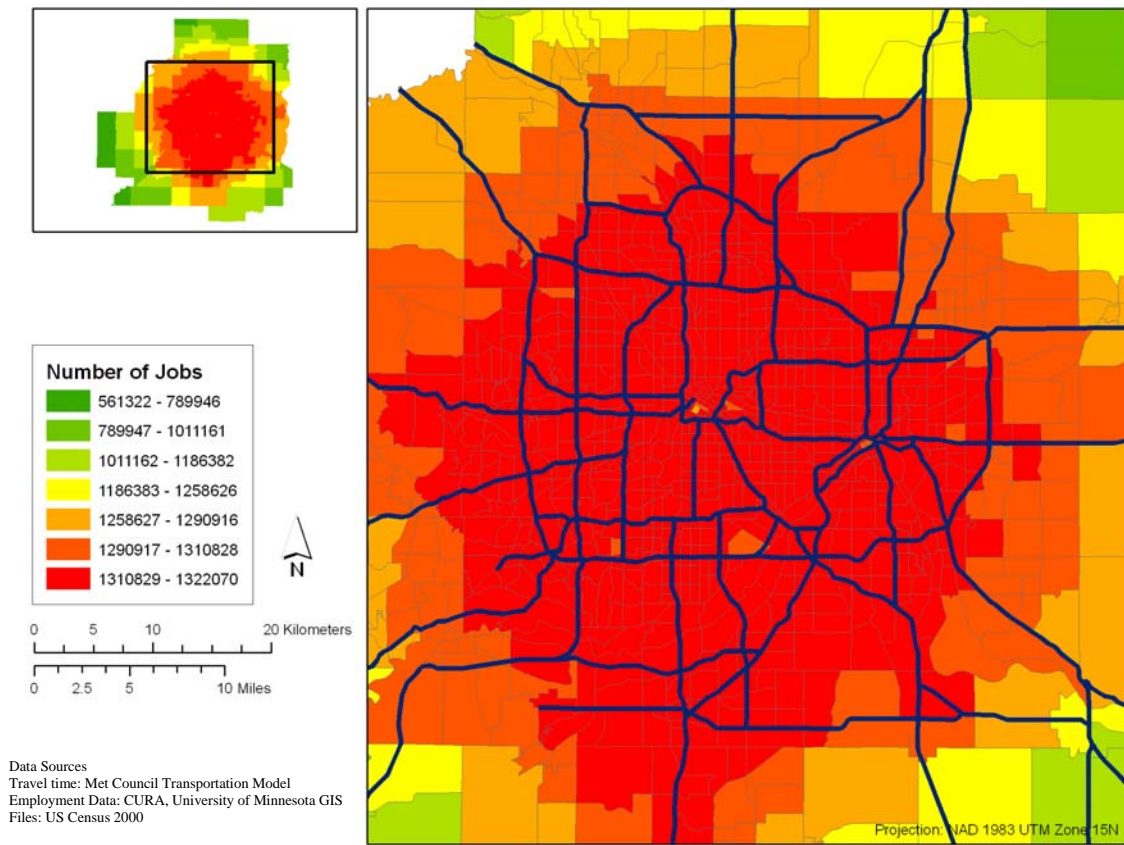 Number of Jobs
561322 - 789946
789947 - 1011161
1011162 - 1186382
1186383 - 1258626
1258627 - 1290916
1290917 - 1310828
1310829 - 1322070
N
0 5 10 20 Kilometers
0 2.5 5 10 Miles
Data Sources
Travel time: Met Council Transportation Model
Employment Data: CURA, University of Minnesota GIS
Files: US Census 2000
Projection: NAD 1983 UTM Zone 15N